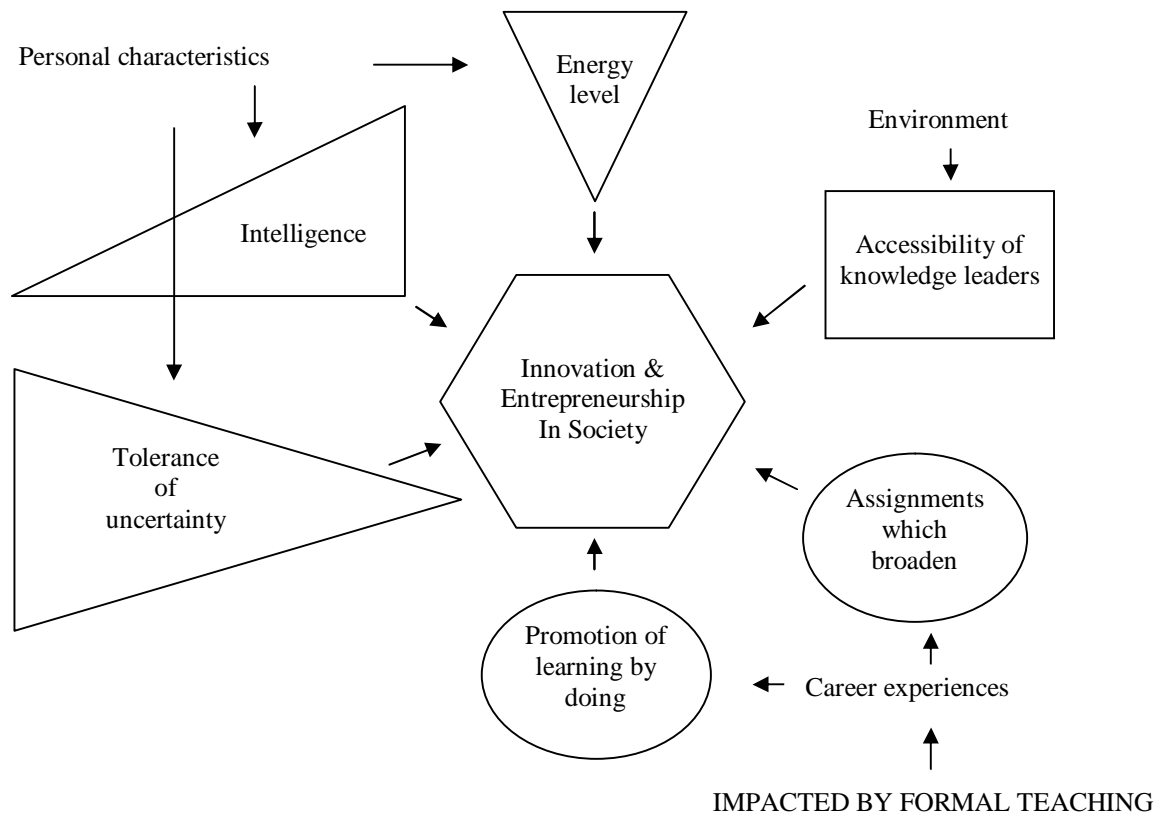 Personal characteristics
Energy
level
Environment
Intelligence
Accessibility of
knowledge leaders
Innovation &
Entrepreneurship
In Society
Tolerance
of
uncertainty
Assignments
which
broaden
Promotion of
learning by
doing
Career experiences
IMPACTED BY FORMAL TEACHING